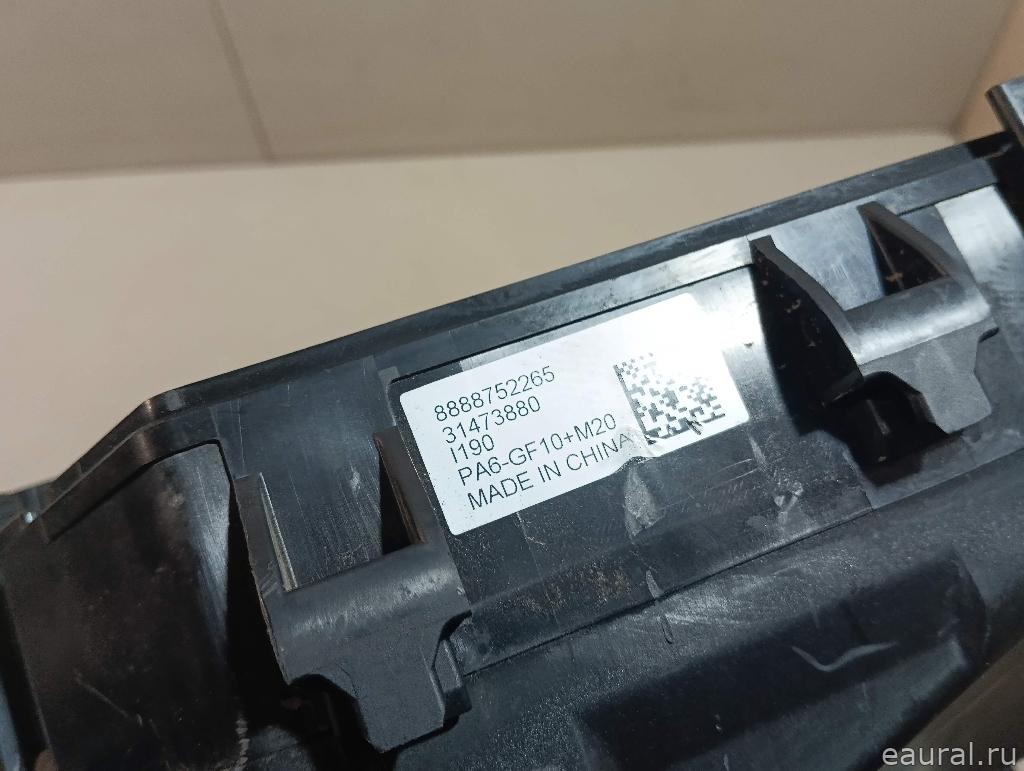 8888752265
31473880
I190
PA6-GF10+M20
MADE IN CHINA
eaural.ru